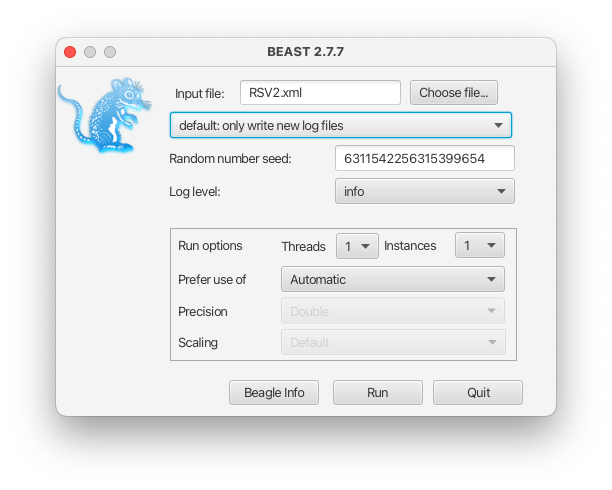 BEAST 2.7.7
Input file: RSV2.xml Choose file...
default: only write new log files
Random number seed: 6311542256315399654
Log level: info
Run options Threads 1 Instances 1
Prefer use of Automatic
Precision Double
Scaling Default
Beagle Info Run Quit